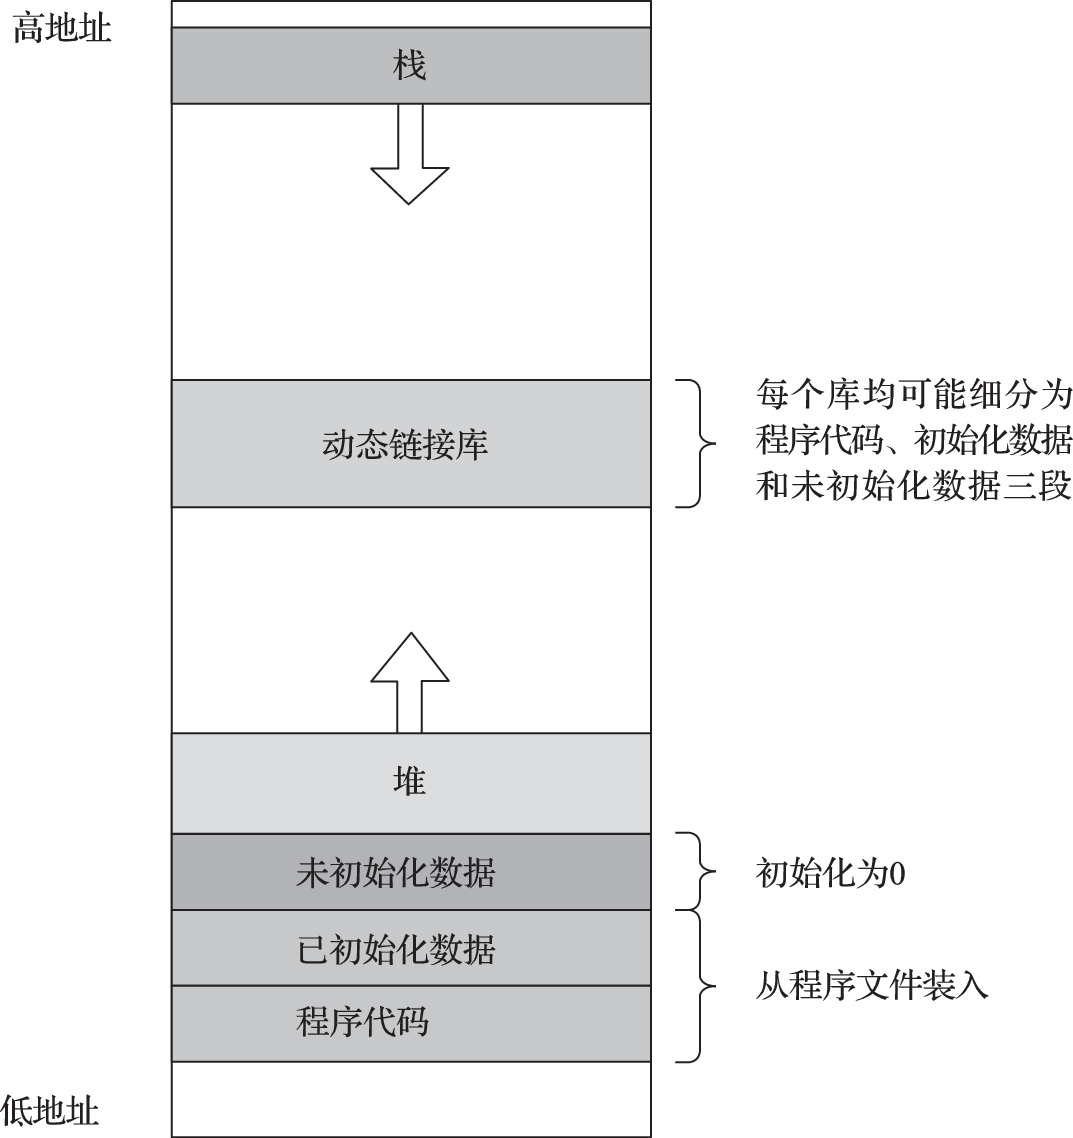 高地址
栈
动态链接库
每个库均可能细分为
程序代码、初始化数据
和未初始化数据三段
堆
未初始化数据
初始化为0
已初始化数据
从程序文件装入
程序代码
低地址